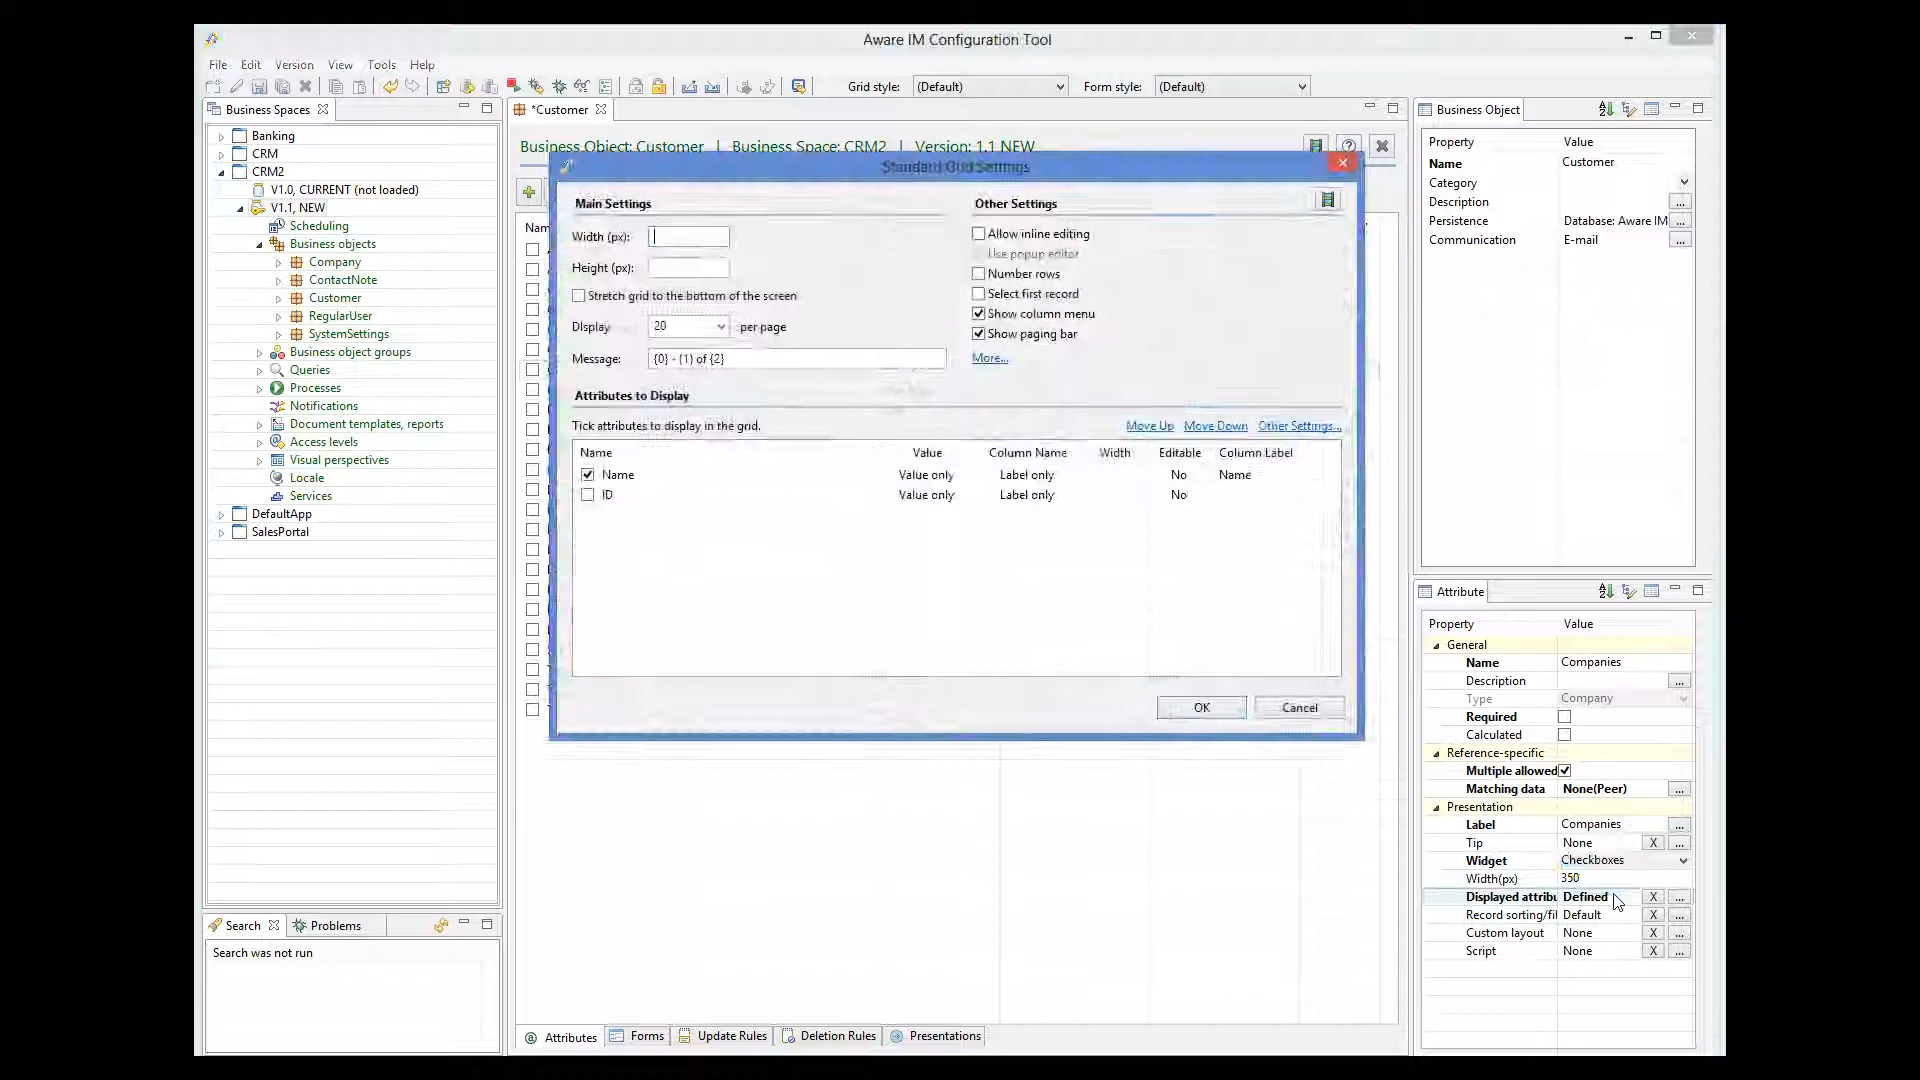 Aware IM Configuration Tool
File Edit Version View Tools Help
Grid style: (Default) Form style: (Default)
Business Spaces
Banking
CRM
CRM2
V1.0, CURRENT (not loaded)
V1.1, NEW
Scheduling
Business objects
Company
ContactNote
Customer
RegularUser
SystemSettings
Business object groups
Queries
Processes
Notifications
Document templates, reports
Access levels
Visual perspectives
Locale
Services
DefaultApp
SalesPortal
Search Problems
Search was not run
*Customer
Business Object: Customer | Business Space: CRM2 | Version: 1.1 NEW
Standard Grid Settings
Main Settings
Width (px):
Height (px):
Stretch grid to the bottom of the screen
Display 20 per page
Message: {0} - {1} of {2}
Other Settings
Allow inline editing
Use popup editor
Number rows
Select first record
Show column menu
Show paging bar
More...
Attributes to Display
Tick attributes to display in the grid. Move Up Move Down Other Settings...
Name Value Column Name Width Editable Column Label
Name Value only Label only No Name
ID Value only Label only No
OK Cancel
Attributes Forms Update Rules Deletion Rules Presentations
Business Object
Property Value
Name Customer
Category
Description ...
Persistence Database: Aware IM ...
Communication E-mail ...
Attribute
Property Value
General
Name Companies
Description ...
Type Company
Required
Calculated
Reference-specific
Multiple allowed
Matching data None(Peer) ...
Presentation
Label Companies ...
Tip None X ...
Widget Checkboxes
Width(px) 350
Displayed attribu Defined X ...
Record sorting/fil Default X ...
Custom layout None X ...
Script None X ...